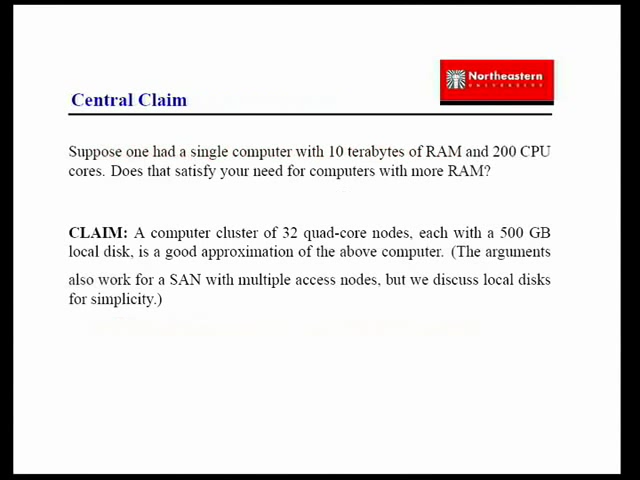 Northeastern
UNIVERSITY
Central Claim
Suppose one had a single computer with 10 terabytes of RAM and 200 CPU
cores. Does that satisfy your need for computers with more RAM?
CLAIM: A computer cluster of 32 quad-core nodes, each with a 500 GB
local disk, is a good approximation of the above computer. (The arguments
also work for a SAN with multiple access nodes, but we discuss local disks
for simplicity.)